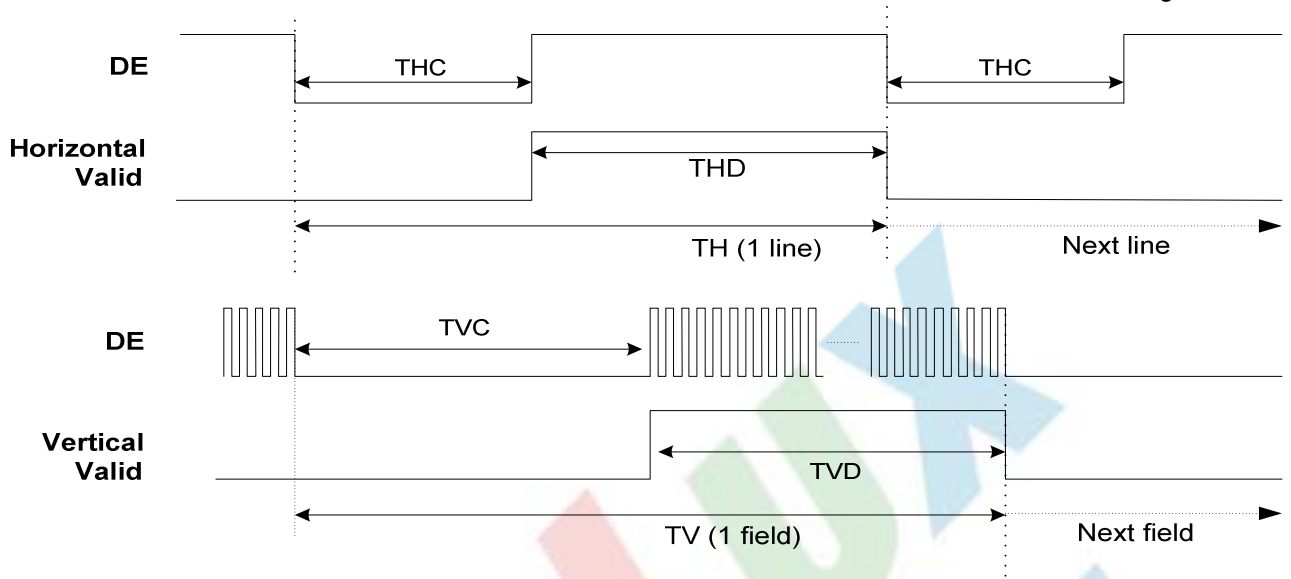 DE
THC
THC
Horizontal
Valid
THD
TH (1 line)
Next line
DE
TVC
Vertical
Valid
TVD
TV (1 field)
Next field